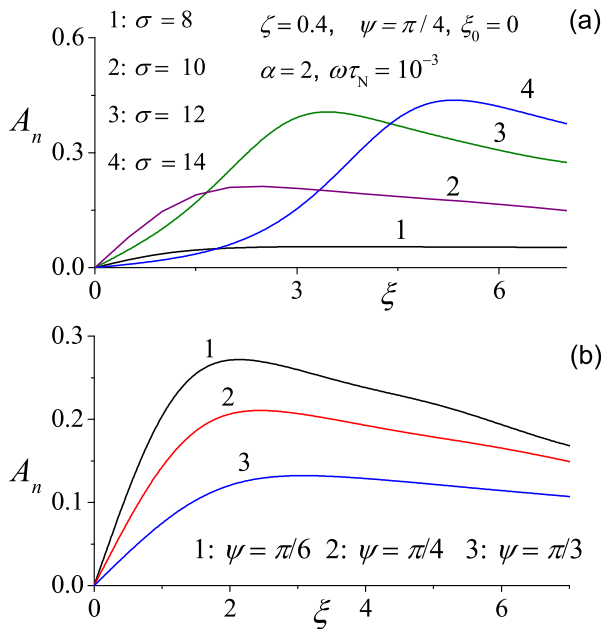 1: σ = 8 ζ = 0.4, ψ = π / 4, ξ₀ = 0 (a)
0.6
2: σ = 10 α = 2, ωτ_N = 10⁻³
3: σ = 12
4: σ = 14
4
3
Aₙ
0.3
2
1
0.0
0 3 6
ξ
0.3
(b)
1
2
0.2
3
Aₙ
0.1
1: ψ = π/6 2: ψ = π/4 3: ψ = π/3
0.0
0 2 4 6
ξ